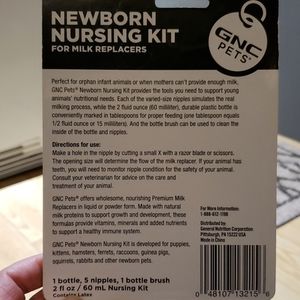 NEWBORN
NURSING KIT
FOR MILK REPLACERS
GNC
PETS
Perfect for orphan infant animals or when mothers can't provide enough milk,
GNC Pets® Newborn Nursing Kit provides the tools you need to support young
animals' nutritional needs. Each of the varied-size nipples simulates the real
milking process, while the 2 fluid ounce (60 milliliter), durable plastic bottle is
conveniently marked in tablespoons for proper feeding (one tablespoon equals
1/2 fluid ounce or 15 milliliters). And the bottle brush can be used to clean the
inside of the bottle and nipples.
Directions for use:
Make a hole in the nipple by cutting a small X with a razor blade or scissors.
The opening size will determine the flow of the milk replacer. If your animal has
teeth, you will need to monitor nipple condition for the safety of the animal.
Consult your veterinarian for advice on the care and
treatment of your animal.
GNC Pets® offers wholesome, nourishing Premium Milk
Replacers in liquid or powder form. Made with natural
milk proteins to support growth and development, these
formulas provide vitamins, minerals and added nutrients
to support a healthy immune system.
GNC Pets® Newborn Nursing Kit is developed for puppies,
kittens, hamsters, ferrets, raccoons, guinea pigs,
squirrels, rabbits and other newborn pets.
1 bottle, 5 nipples, 1 bottle brush
2 fl oz / 60 mL Nursing Kit
Contains Latex
For More Information:
1-888-462-1198
Distributed by
General Nutrition Corporation
Pittsburgh, PA 15222 USA
Made in China
0 48107 13215 6